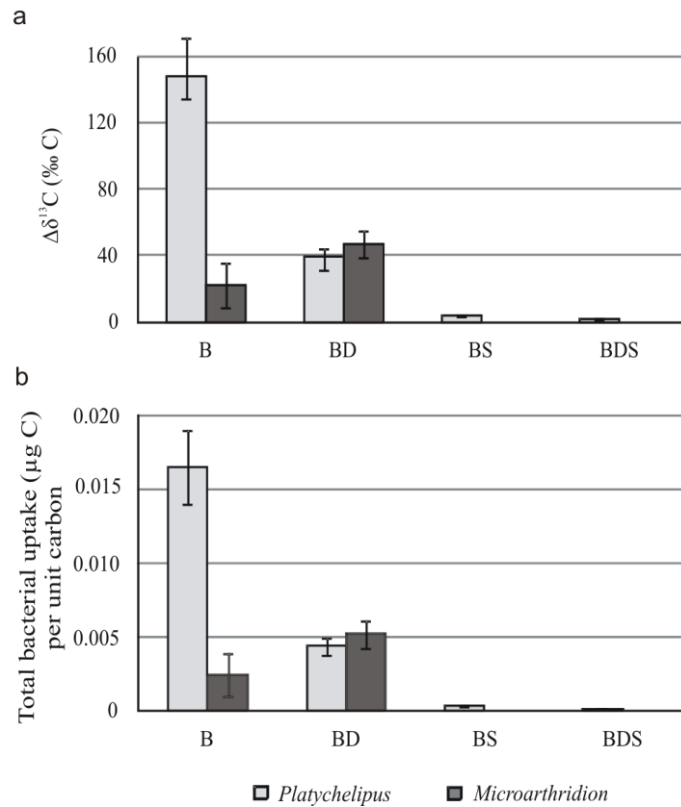 a
160
120
80
40
0
Δδ¹³C (‰ C)
B BD BS BDS
b
0.020
0.015
0.010
0.005
0
Total bacterial uptake (µg C)
per unit carbon
B BD BS BDS
Platychelipus Microarthridion